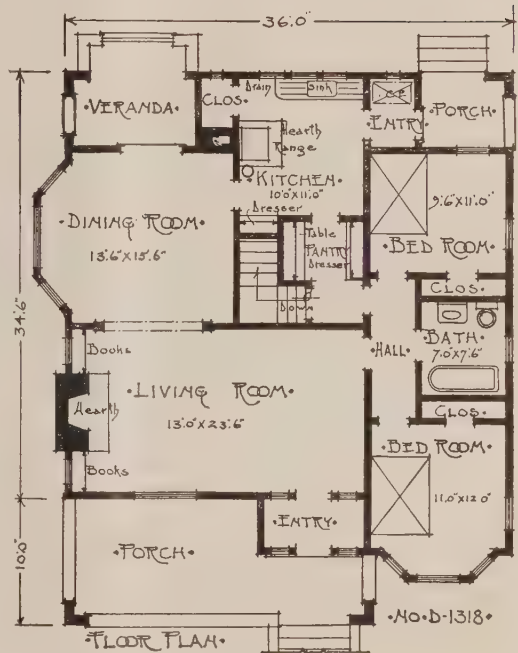 36'.0"
VERANDA
CLOS.
Drain
Sink
C.P.
ENTRY
PORCH
Hearth
Range
KITCHEN
10'.0"X11'.0"
Dresser
DINING ROOM
13'.6"X15'.6"
9'.6"X11'.0"
BED ROOM
Table
PANTRY
Dresser
CLOS.
DOWN
34'.6"
Books
HALL
BATH
7'.0"X7'.6"
LIVING ROOM
13'.0"X23'.6"
Hearth
CLOS.
BED ROOM
Books
11'.0"X12'.0"
ENTRY
10'.0"
PORCH
NO.D-1318
FLOOR PLAN